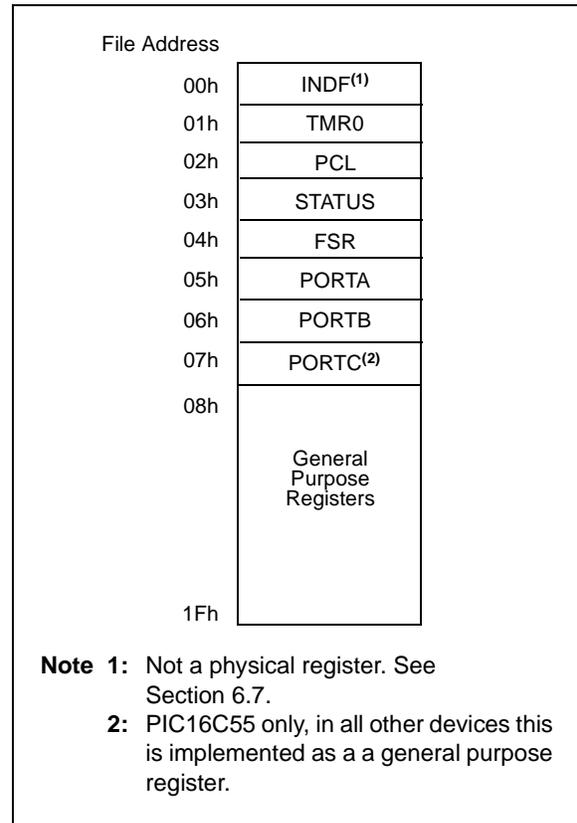 File Address
00h INDF(1)
01h TMR0
02h PCL
03h STATUS
04h FSR
05h PORTA
06h PORTB
07h PORTC(2)
08h
General
Purpose
Registers
1Fh
Note 1: Not a physical register. See
Section 6.7.
2: PIC16C55 only, in all other devices this
is implemented as a a general purpose
register.